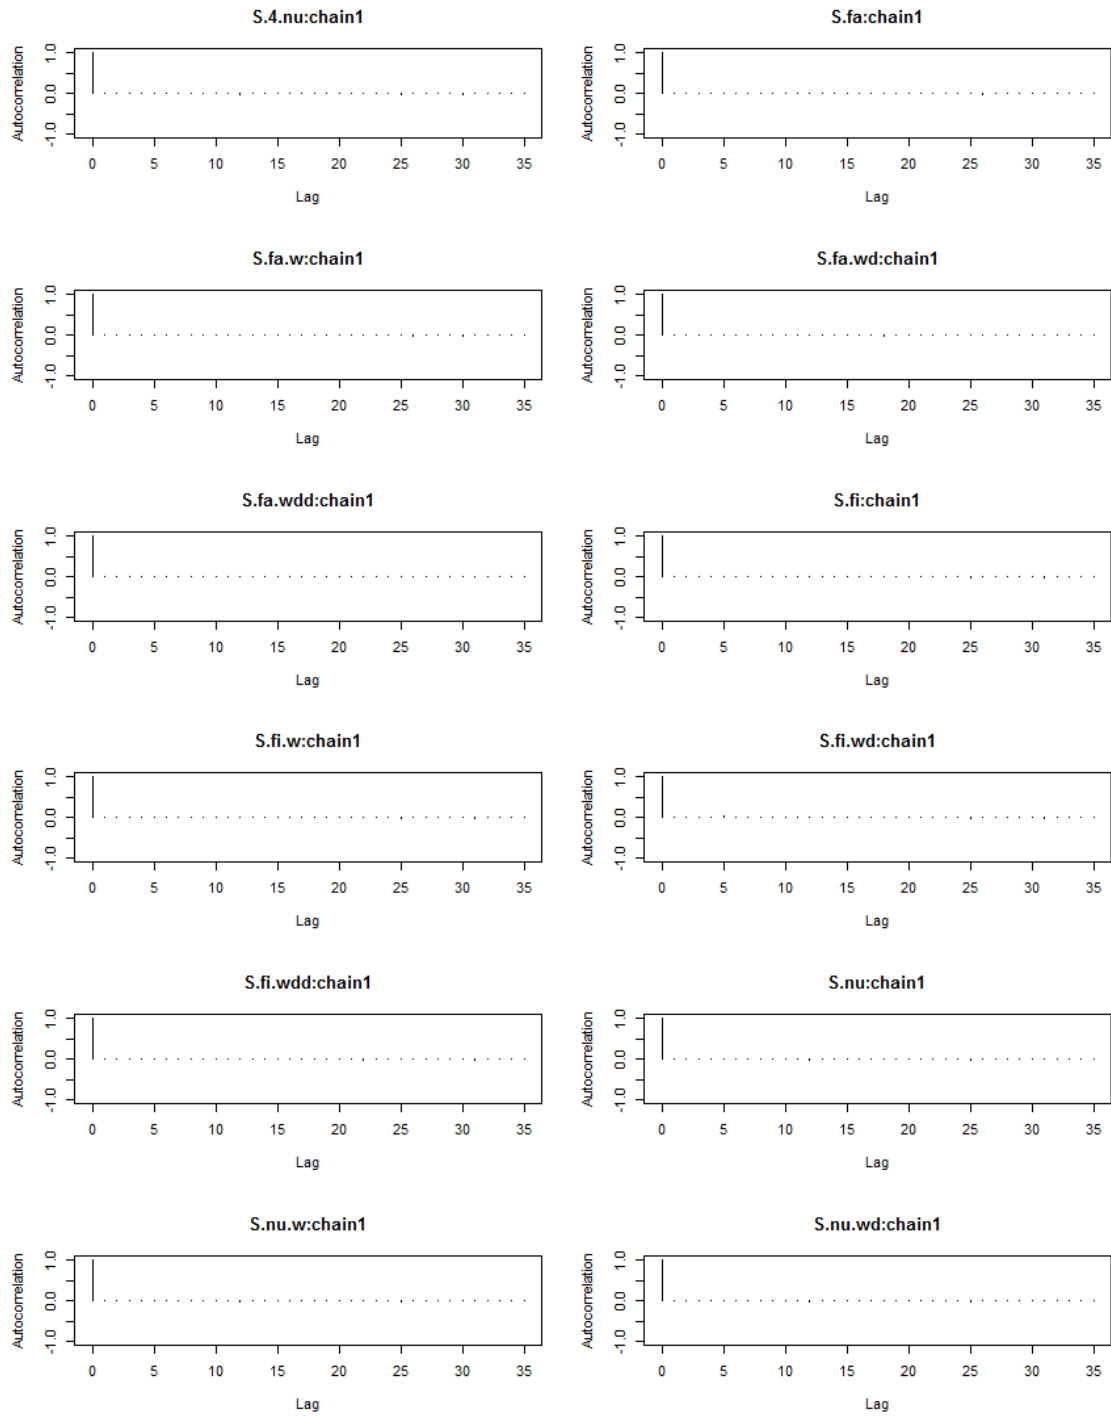 S.4.nu:chain1
Autocorrelation
1.0
0.0
-1.0
0 5 10 15 20 25 30 35
Lag
S.fa:chain1
Autocorrelation
1.0
0.0
-1.0
0 5 10 15 20 25 30 35
Lag
S.fa.w:chain1
Autocorrelation
1.0
0.0
-1.0
0 5 10 15 20 25 30 35
Lag
S.fa.wd:chain1
Autocorrelation
1.0
0.0
-1.0
0 5 10 15 20 25 30 35
Lag
S.fa.wdd:chain1
Autocorrelation
1.0
0.0
-1.0
0 5 10 15 20 25 30 35
Lag
S.fi:chain1
Autocorrelation
1.0
0.0
-1.0
0 5 10 15 20 25 30 35
Lag
S.fi.w:chain1
Autocorrelation
1.0
0.0
-1.0
0 5 10 15 20 25 30 35
Lag
S.fi.wd:chain1
Autocorrelation
1.0
0.0
-1.0
0 5 10 15 20 25 30 35
Lag
S.fi.wdd:chain1
Autocorrelation
1.0
0.0
-1.0
0 5 10 15 20 25 30 35
Lag
S.nu:chain1
Autocorrelation
1.0
0.0
-1.0
0 5 10 15 20 25 30 35
Lag
S.nu.w:chain1
Autocorrelation
1.0
0.0
-1.0
0 5 10 15 20 25 30 35
Lag
S.nu.wd:chain1
Autocorrelation
1.0
0.0
-1.0
0 5 10 15 20 25 30 35
Lag